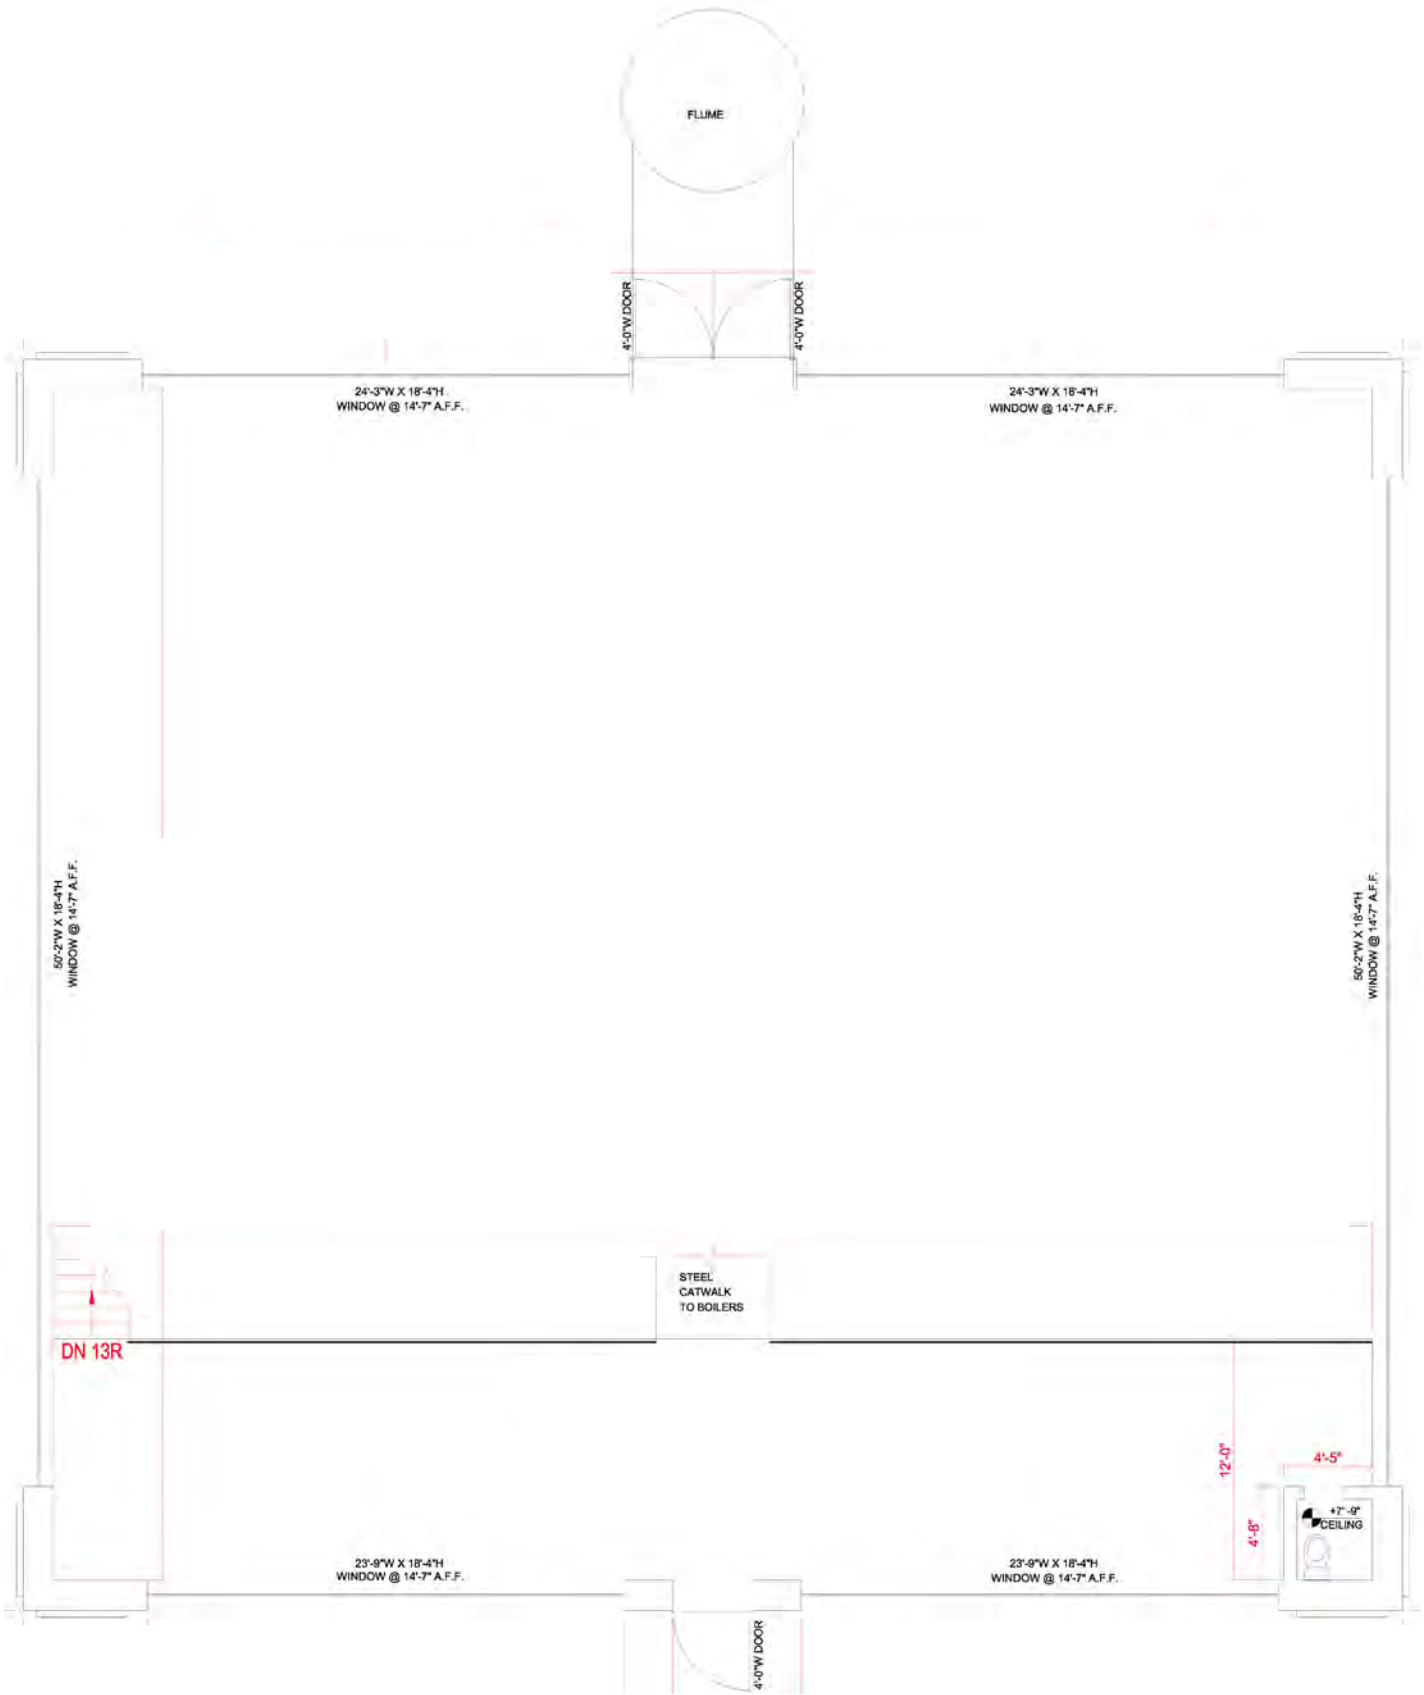 FLUME
4'-0"W DOOR
4'-0"W DOOR
24'-3"W X 18'-4"H
WINDOW @ 14'-7" A.F.F.
24'-3"W X 18'-4"H
WINDOW @ 14'-7" A.F.F.
50'-2"W X 18'-4"H
WINDOW @ 14'-7" A.F.F.
50'-2"W X 18'-4"H
WINDOW @ 14'-7" A.F.F.
STEEL
CATWALK
TO BOILERS
DN 13R
12'-0"
4'-5"
4'-8"
+7'-9"
CEILING
23'-9"W X 18'-4"H
WINDOW @ 14'-7" A.F.F.
23'-9"W X 18'-4"H
WINDOW @ 14'-7" A.F.F.
4'-0"W DOOR